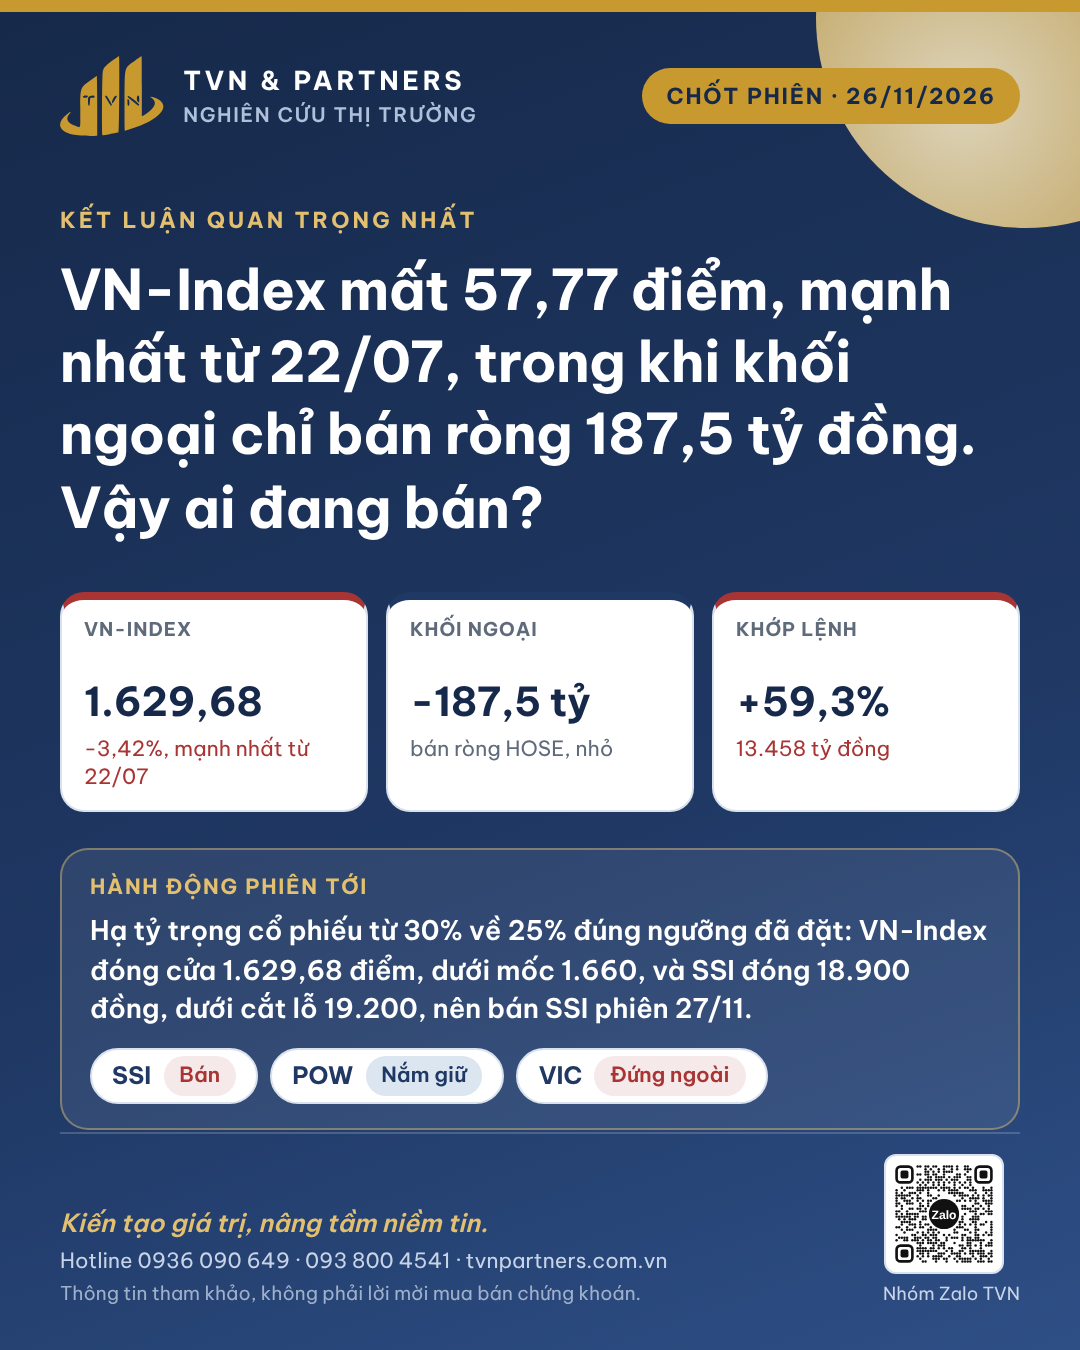 TVN
TVN & PARTNERS
NGHIÊN CỨU THỊ TRƯỜNG
CHỐT PHIÊN · 26/11/2026
KẾT LUẬN QUAN TRỌNG NHẤT
VN-Index mất 57,77 điểm, mạnh
nhất từ 22/07, trong khi khối
ngoại chỉ bán ròng 187,5 tỷ đồng.
Vậy ai đang bán?
VN-INDEX
1.629,68
-3,42%, mạnh nhất từ
22/07
KHỐI NGOẠI
-187,5 tỷ
bán ròng HOSE, nhỏ
KHỚP LỆNH
+59,3%
13.458 tỷ đồng
HÀNH ĐỘNG PHIÊN TỚI
Hạ tỷ trọng cổ phiếu từ 30% về 25% đúng ngưỡng đã đặt: VN-Index
đóng cửa 1.629,68 điểm, dưới mốc 1.660, và SSI đóng 18.900
đồng, dưới cắt lỗ 19.200, nên bán SSI phiên 27/11.
SSI Bán POW Nắm giữ VIC Đứng ngoài
Kiến tạo giá trị, nâng tầm niềm tin.
Hotline 0936 090 649 · 093 800 4541 · tvnpartners.com.vn
Thông tin tham khảo, không phải lời mời mua bán chứng khoán.
Zalo
Nhóm Zalo TVN